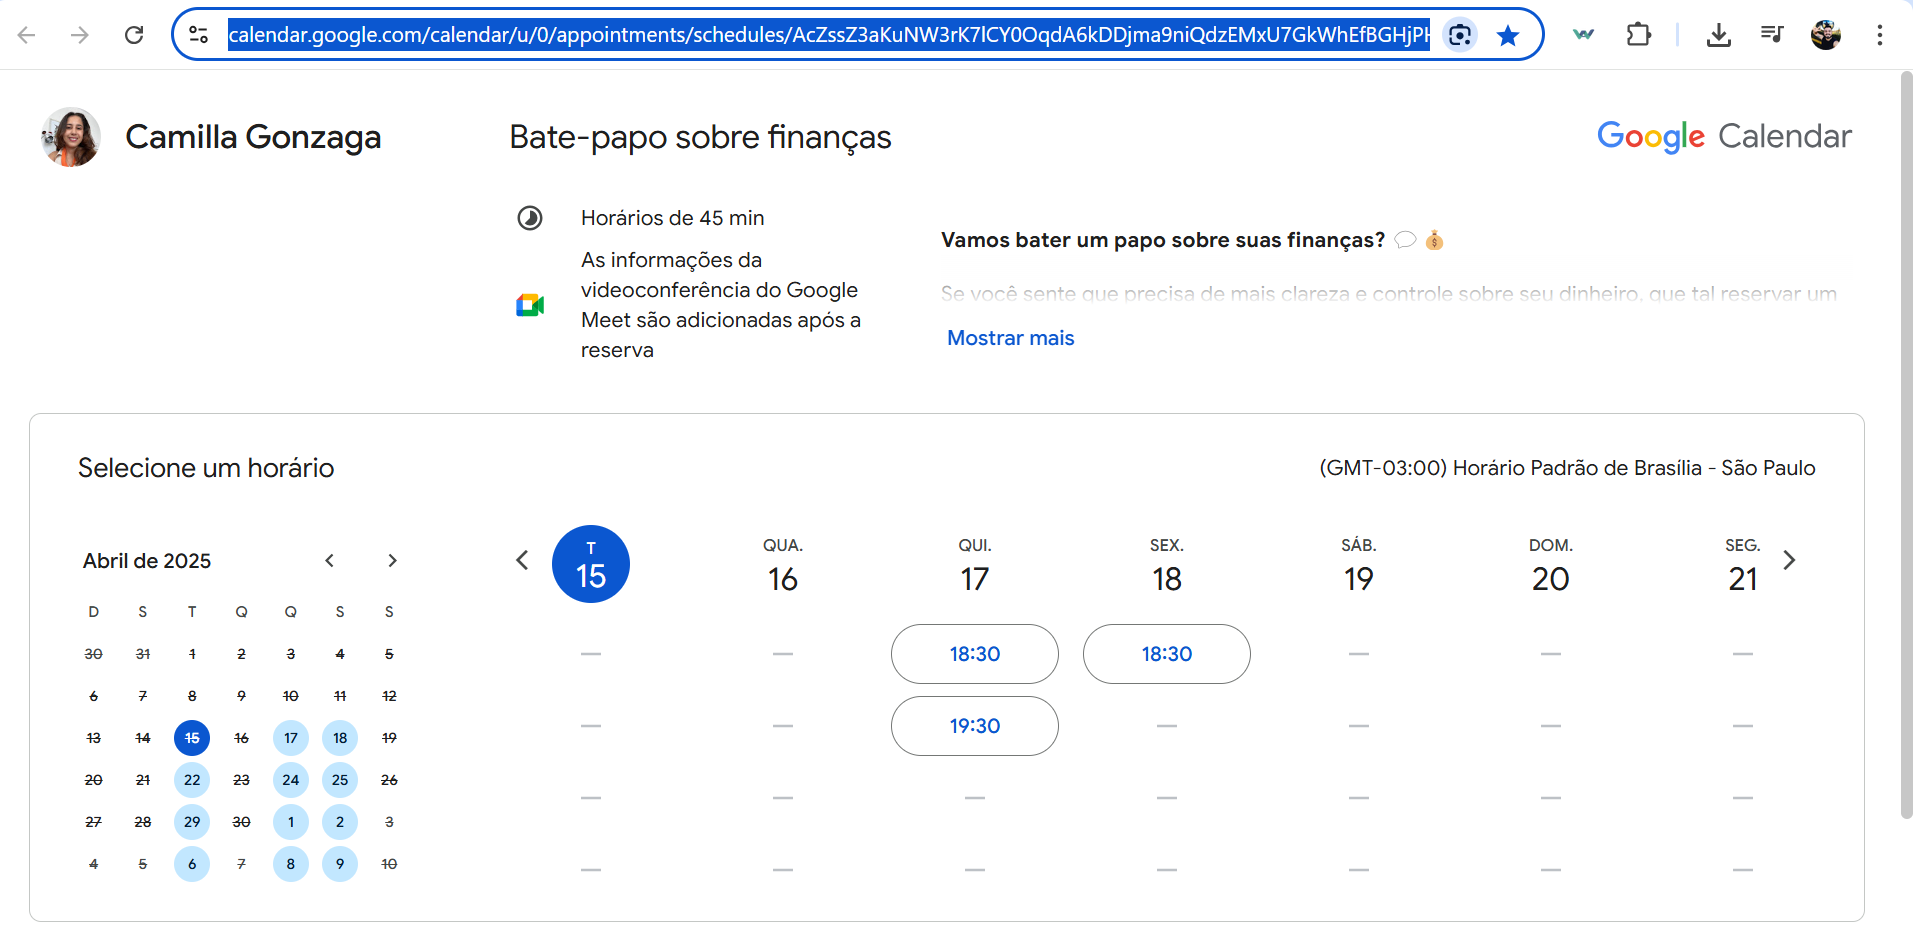 calendar.google.com/calendar/u/0/appointments/schedules/AcZssZ3aKuNW3rK7lCY0OqdA6kDDjma9niQdzEMxU7GkWhEfBGHjPH
Camilla Gonzaga
Bate-papo sobre finanças
Google Calendar
Horários de 45 min
As informações da
videoconferência do Google
Meet são adicionadas após a
reserva
Vamos bater um papo sobre suas finanças? 💬 💰
Se você sente que precisa de mais clareza e controle sobre seu dinheiro, que tal reservar um
Mostrar mais
Selecione um horário
(GMT-03:00) Horário Padrão de Brasília - São Paulo
Abril de 2025
D S T Q Q S S
30 31 1 2 3 4 5
6 7 8 9 10 11 12
13 14 15 16 17 18 19
20 21 22 23 24 25 26
27 28 29 30 1 2 3
4 5 6 7 8 9 10
T QUA. QUI. SEX. SÁB. DOM. SEG.
15 16 17 18 19 20 21
— — 18:30 18:30 — — —
— — 19:30 — — — —
— — — — — — —
— — — — — — —